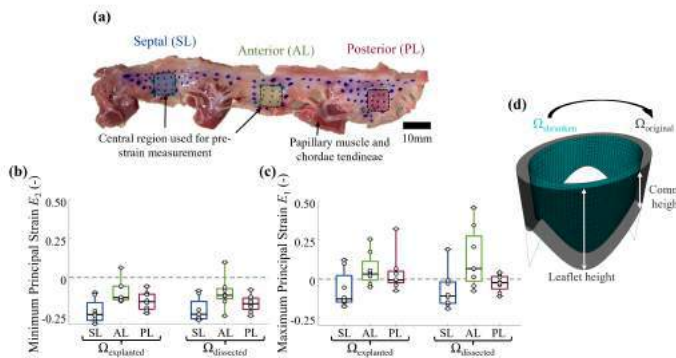 (a)
Septal (SL)
Anterior (AL)
Posterior (PL)
Central region used for pre-
strain measurement
Papillary muscle and
chordae tendineae
10mm
(b)
Minimum Principal Strain E₂ (-)
0.50
0.25
0
-0.25
SL AL PL SL AL PL
Ωexplanted Ωdissected
(c)
Maximum Principal Strain E₁ (-)
0.50
0.25
0
-0.25
SL AL PL SL AL PL
Ωexplanted Ωdissected
(d)
Ωoriginal
Comm
height
Leaflet height